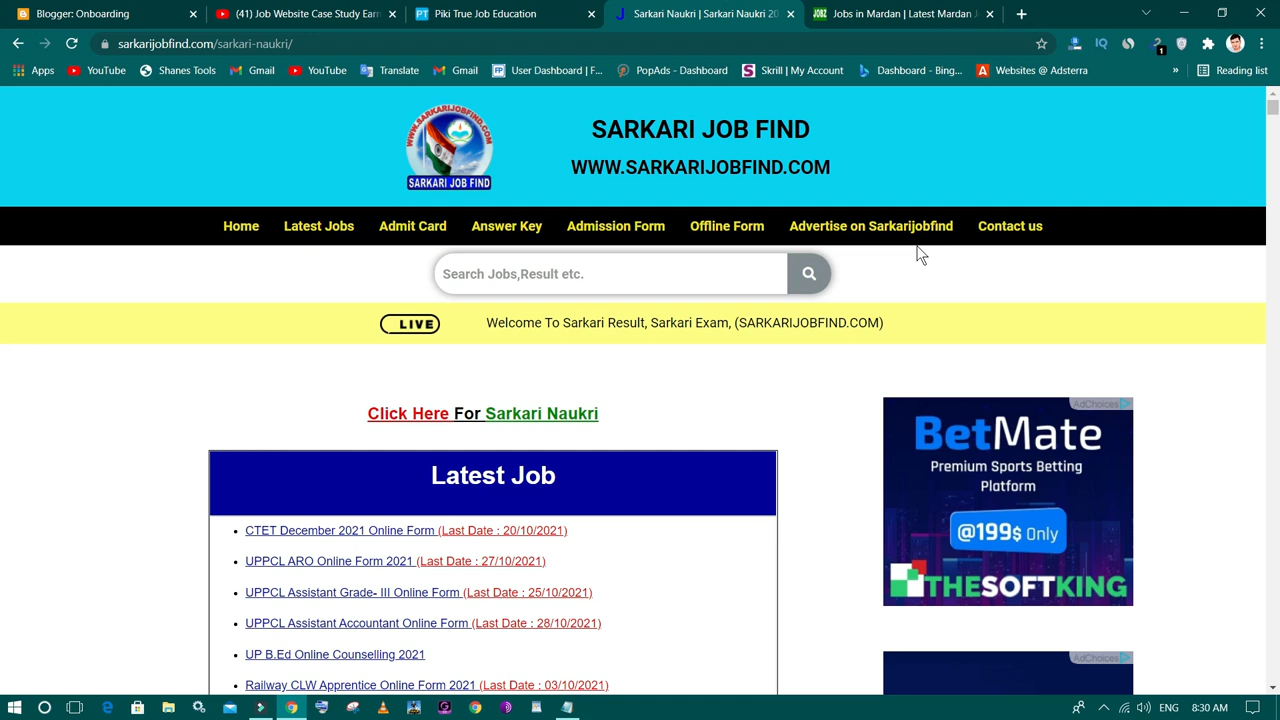 Blogger: Onboarding
(41) Job Website Case Study Earn
Piki True Job Education
Sarkari Naukri | Sarkari Naukri 20
Jobs in Mardan | Latest Mardan J
sarkarijobfind.com/sarkari-naukri/
Apps
YouTube
Shanes Tools
Gmail
YouTube
Translate
Gmail
User Dashboard | F...
PopAds - Dashboard
Skrill | My Account
Dashboard - Bing...
Websites @ Adsterra
»
Reading list
WWW.SARKARIJOBFIND.COM
SARKARI JOB FIND
SARKARI JOB FIND
WWW.SARKARIJOBFIND.COM
Home
Latest Jobs
Admit Card
Answer Key
Admission Form
Offline Form
Advertise on Sarkarijobfind
Contact us
Search Jobs,Result etc.
LIVE
Welcome To Sarkari Result, Sarkari Exam, (SARKARIJOBFIND.COM)
Click Here For Sarkari Naukri
Latest Job
CTET December 2021 Online Form (Last Date : 20/10/2021)
UPPCL ARO Online Form 2021 (Last Date : 27/10/2021)
UPPCL Assistant Grade- III Online Form (Last Date : 25/10/2021)
UPPCL Assistant Accountant Online Form (Last Date : 28/10/2021)
UP B.Ed Online Counselling 2021
Railway CLW Apprentice Online Form 2021 (Last Date : 03/10/2021)
AdChoices
BetMate
Premium Sports Betting
Platform
@199$ Only
THESOFTKING
AdChoices
ENG
8:30 AM